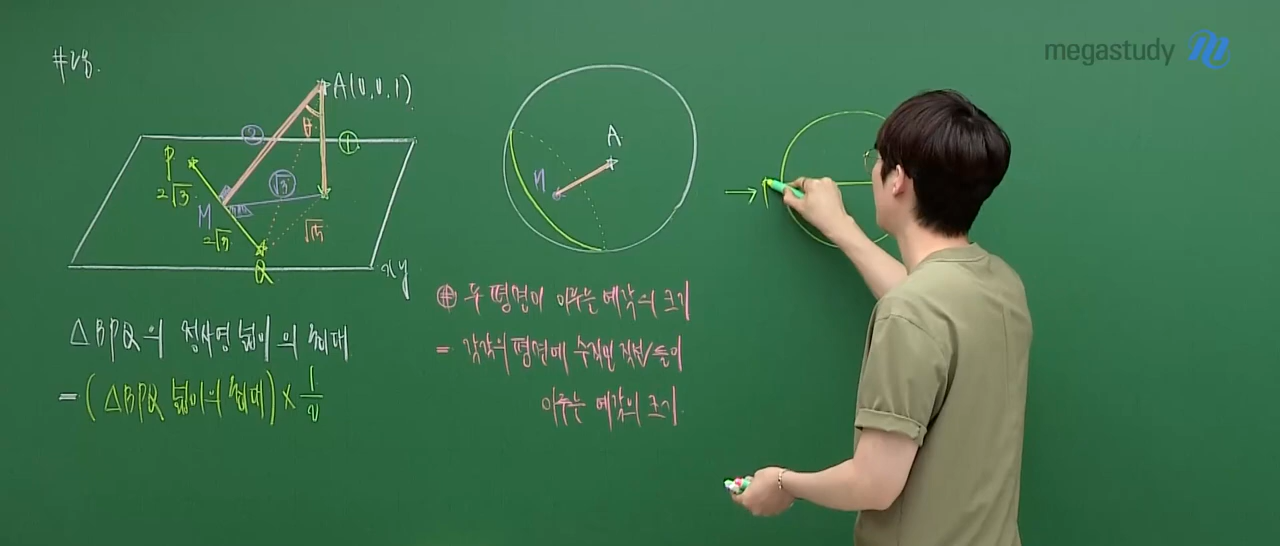 megastudy
#28.
A(0,0,1)
θ
②
①
P
2√3
√3
M
2√3
Q
xy
A
M
→ P
△BPQ의 정사영 넓이의 최대
= (△BPQ 넓이의 최대) × 1/2
두 평면이 이루는 예각의 크기
= 각각의 평면에 수직인 직선들이
이루는 예각의 크기.